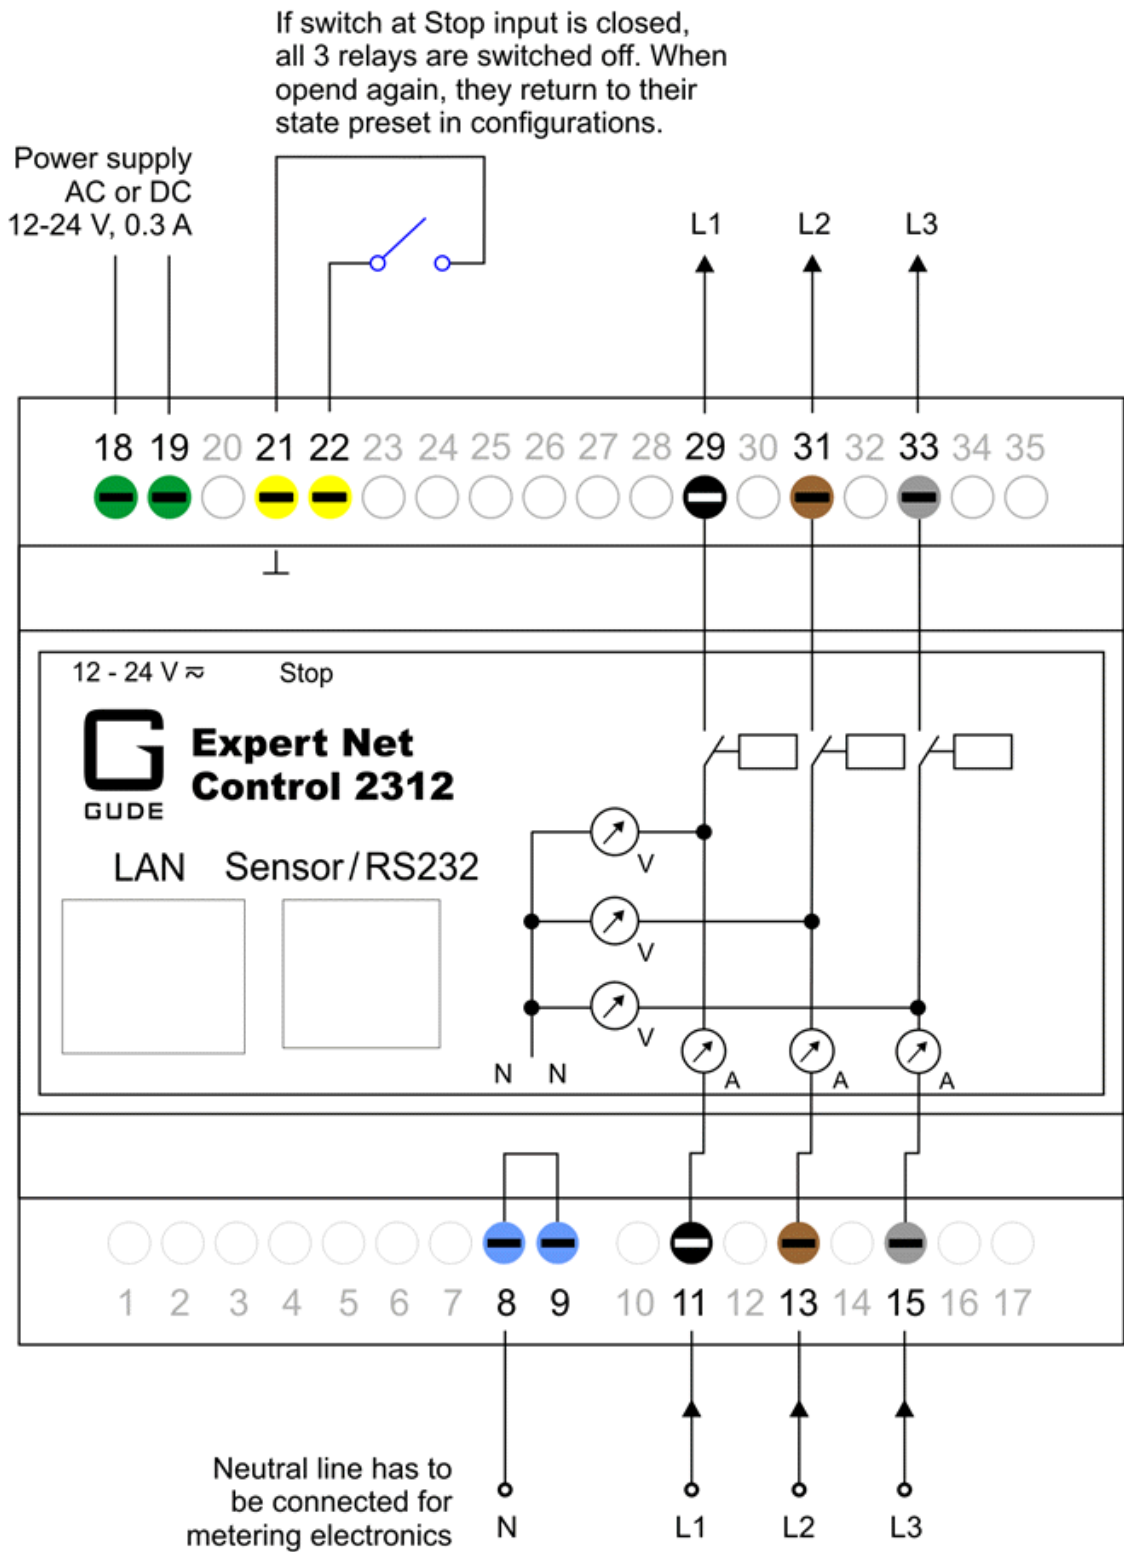 If switch at Stop input is closed,
all 3 relays are switched off. When
opend again, they return to their
state preset in configurations.
Power supply
AC or DC
12-24 V, 0.3 A
L1 L2 L3
18 19 20 21 22 23 24 25 26 27 28 29 30 31 32 33 34 35
12 - 24 V Stop
GUDE
Expert Net
Control 2312
LAN Sensor/RS232
V
V
V
N N A A A
1 2 3 4 5 6 7 8 9 10 11 12 13 14 15 16 17
Neutral line has to
be connected for
metering electronics
N L1 L2 L3